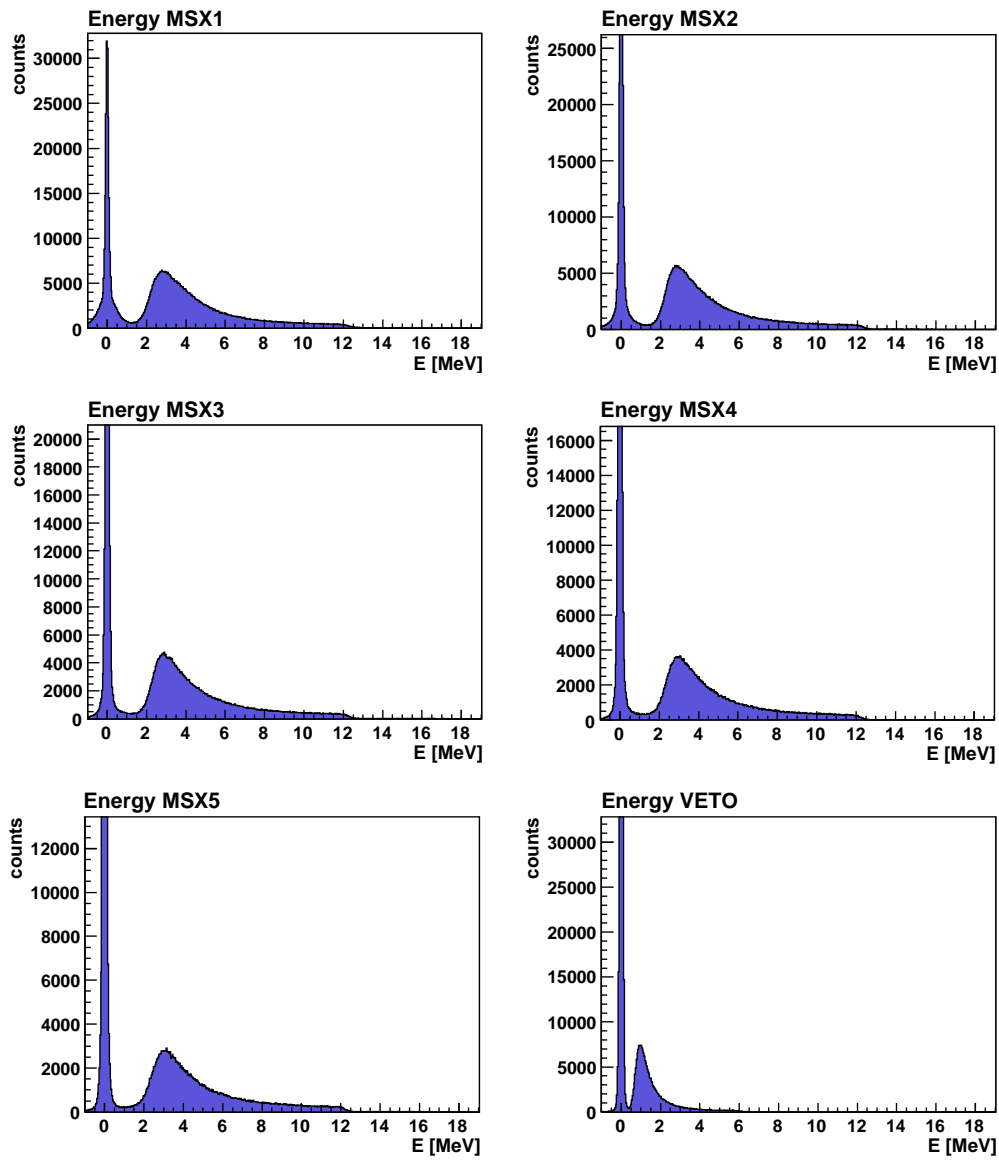 Energy MSX1
counts
30000
25000
20000
15000
10000
5000
0
0 2 4 6 8 10 12 14 16 18
E [MeV]
Energy MSX2
counts
25000
20000
15000
10000
5000
0
0 2 4 6 8 10 12 14 16 18
E [MeV]
Energy MSX3
counts
20000
18000
16000
14000
12000
10000
8000
6000
4000
2000
0
0 2 4 6 8 10 12 14 16 18
E [MeV]
Energy MSX4
counts
16000
14000
12000
10000
8000
6000
4000
2000
0
0 2 4 6 8 10 12 14 16 18
E [MeV]
Energy MSX5
counts
12000
10000
8000
6000
4000
2000
0
0 2 4 6 8 10 12 14 16 18
E [MeV]
Energy VETO
counts
30000
25000
20000
15000
10000
5000
0
0 2 4 6 8 10 12 14 16 18
E [MeV]